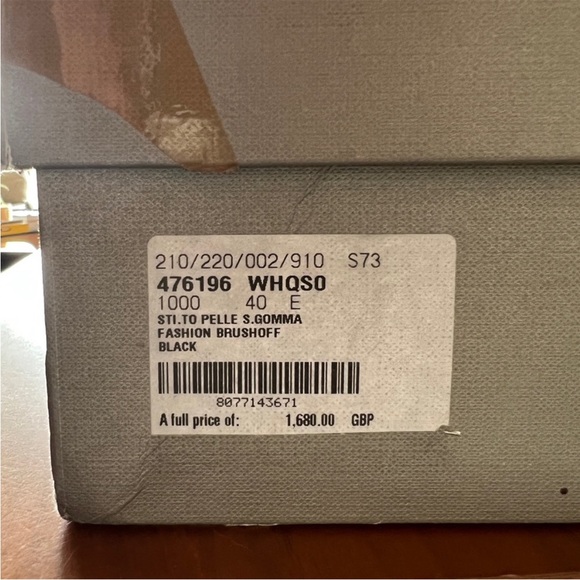 210/220/002/910 S73
476196 WHQS0
1000 40 E
STI.TO PELLE S.GOMMA
FASHION BRUSHOFF
BLACK
8077143671
A full price of: 1,680.00 GBP